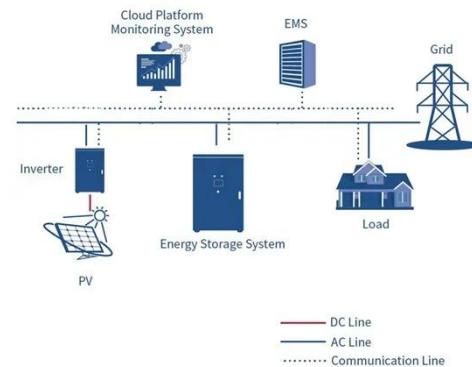 Cloud Platform
Monitoring System
EMS
Grid
Inverter
Energy Storage System
Load
PV
DC Line
AC Line
Communication Line